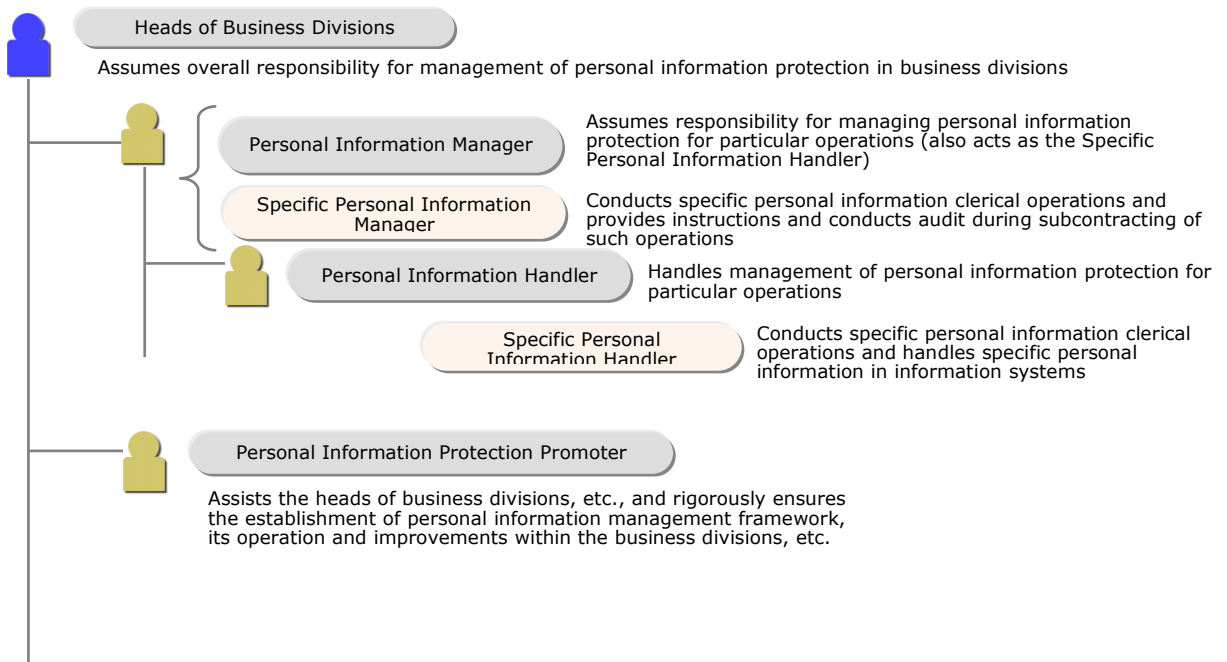 Heads of Business Divisions
Assumes overall responsibility for management of personal information protection in business divisions
Personal Information Manager
Assumes responsibility for managing personal information
protection for particular operations (also acts as the Specific
Personal Information Handler)
Specific Personal Information
Manager
Conducts specific personal information clerical operations and
provides instructions and conducts audit during subcontracting of
such operations
Personal Information Handler
Handles management of personal information protection for
particular operations
Specific Personal
Information Handler
Conducts specific personal information clerical
operations and handles specific personal
information in information systems
Personal Information Protection Promoter
Assists the heads of business divisions, etc., and rigorously ensures
the establishment of personal information management framework,
its operation and improvements within the business divisions, etc.